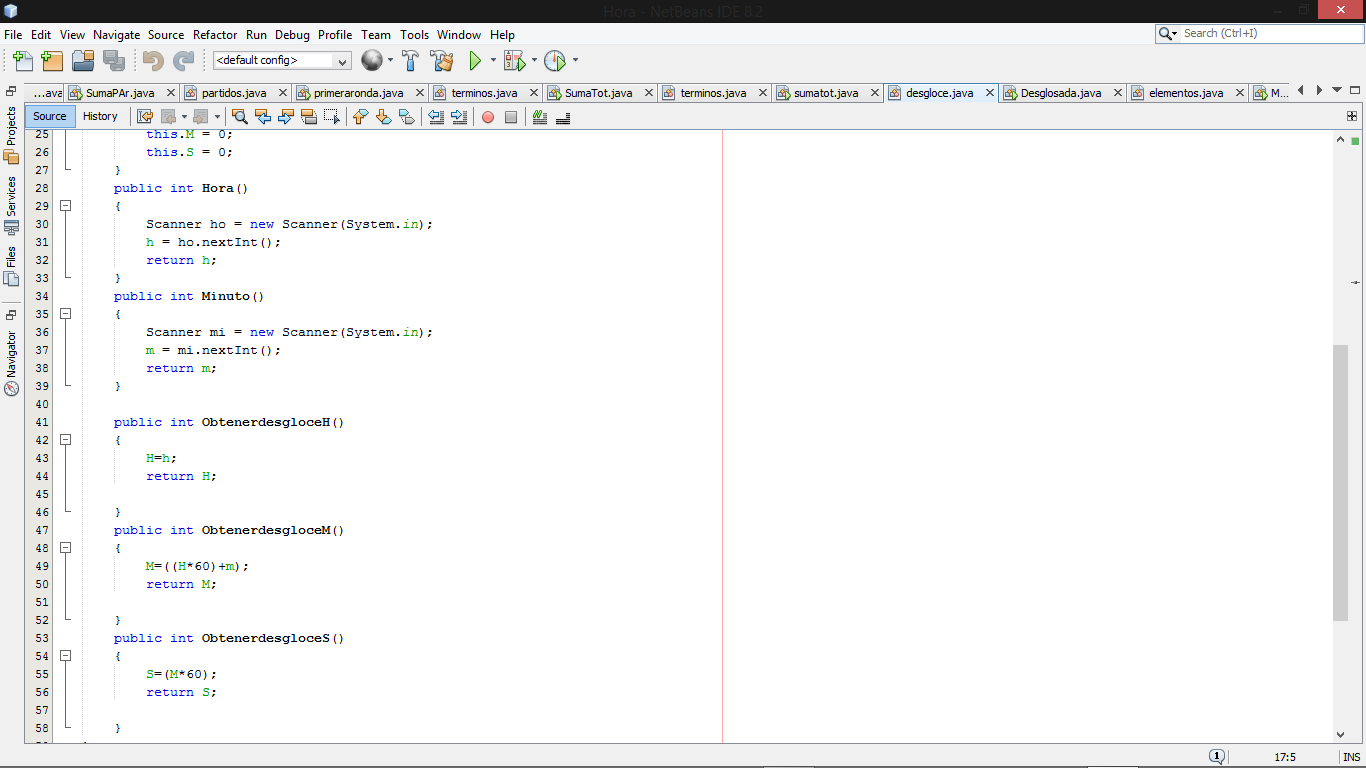 Hora - NetBeans IDE 8.2
File Edit View Navigate Source Refactor Run Debug Profile Team Tools Window Help
Search (Ctrl+I)
<default config>
...ava SumaPAr.java partidos.java primeraronda.java terminos.java SumaTot.java terminos.java sumatot.java desgloce.java Desglosada.java elementos.java M...
Source History
Projects
Services
Files
Navigator
25 this.M = 0;
26 this.S = 0;
27 }
28 public int Hora()
29 {
30 Scanner ho = new Scanner(System.in);
31 h = ho.nextInt();
32 return h;
33 }
34 public int Minuto()
35 {
36 Scanner mi = new Scanner(System.in);
37 m = mi.nextInt();
38 return m;
39 }
40
41 public int ObtenerdesgloceH()
42 {
43 H=h;
44 return H;
45
46 }
47 public int ObtenerdesgloceM()
48 {
49 M=((H*60)+m);
50 return M;
51
52 }
53 public int ObtenerdesgloceS()
54 {
55 S=(M*60);
56 return S;
57
58 }
1 17:5 INS